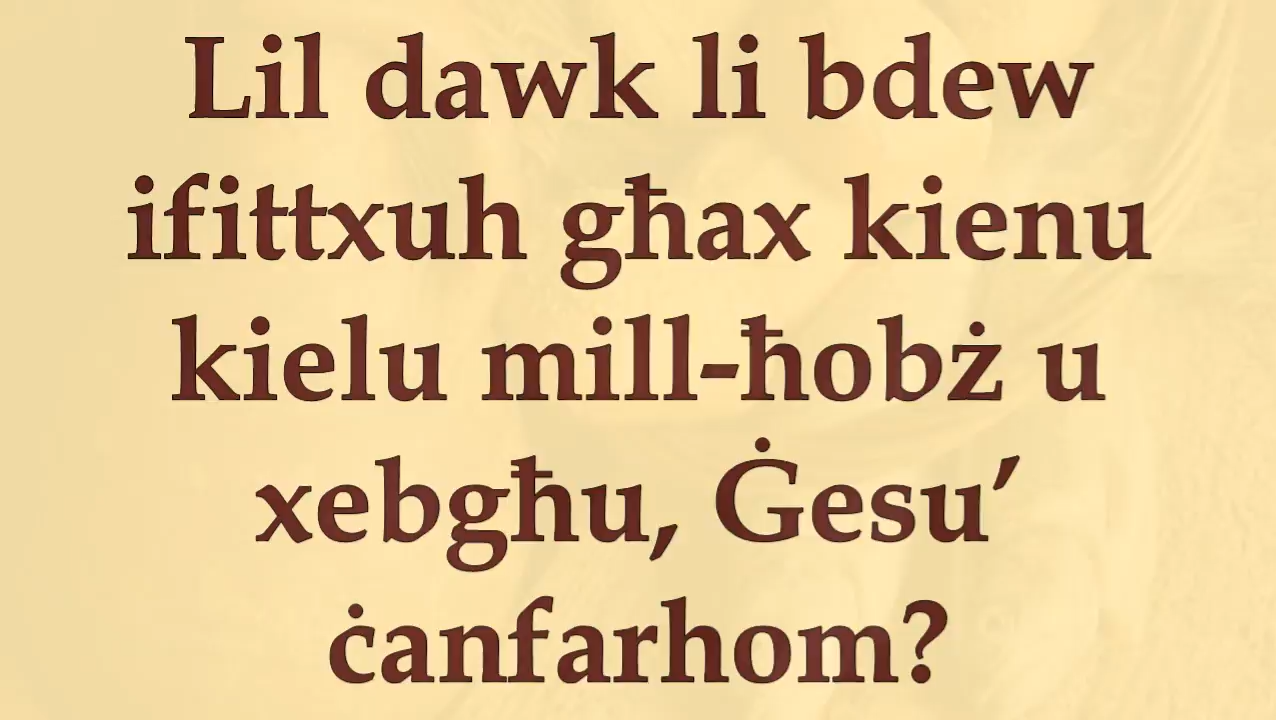 Lil dawk li bdew
ifittxuh għax kienu
kielu mill-ħobż u
xebgħu, Ġesu’
ċanfarhom?